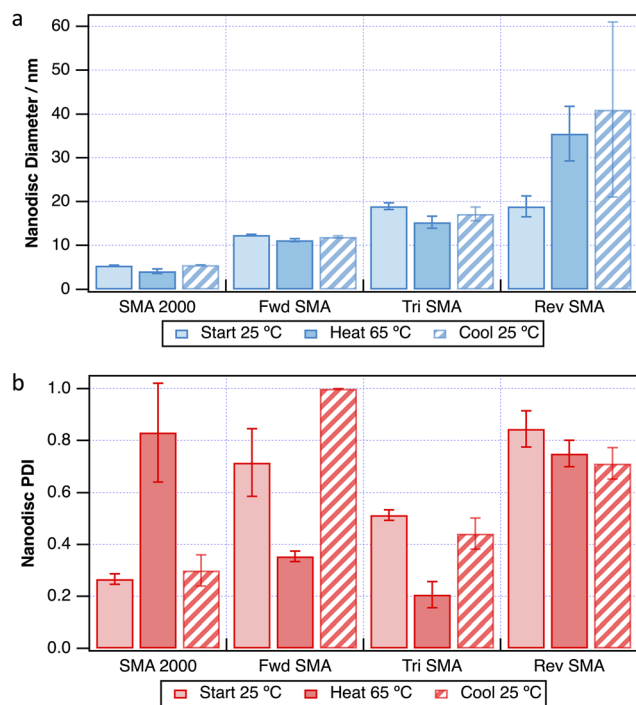 a
Nanodisc Diameter / nm
60
50
40
30
20
10
0
SMA 2000 Fwd SMA Tri SMA Rev SMA
Start 25 ºC Heat 65 ºC Cool 25 ºC
b
Nanodisc PDI
1.0
0.8
0.6
0.4
0.2
0.0
SMA 2000 Fwd SMA Tri SMA Rev SMA
Start 25 ºC Heat 65 ºC Cool 25 ºC